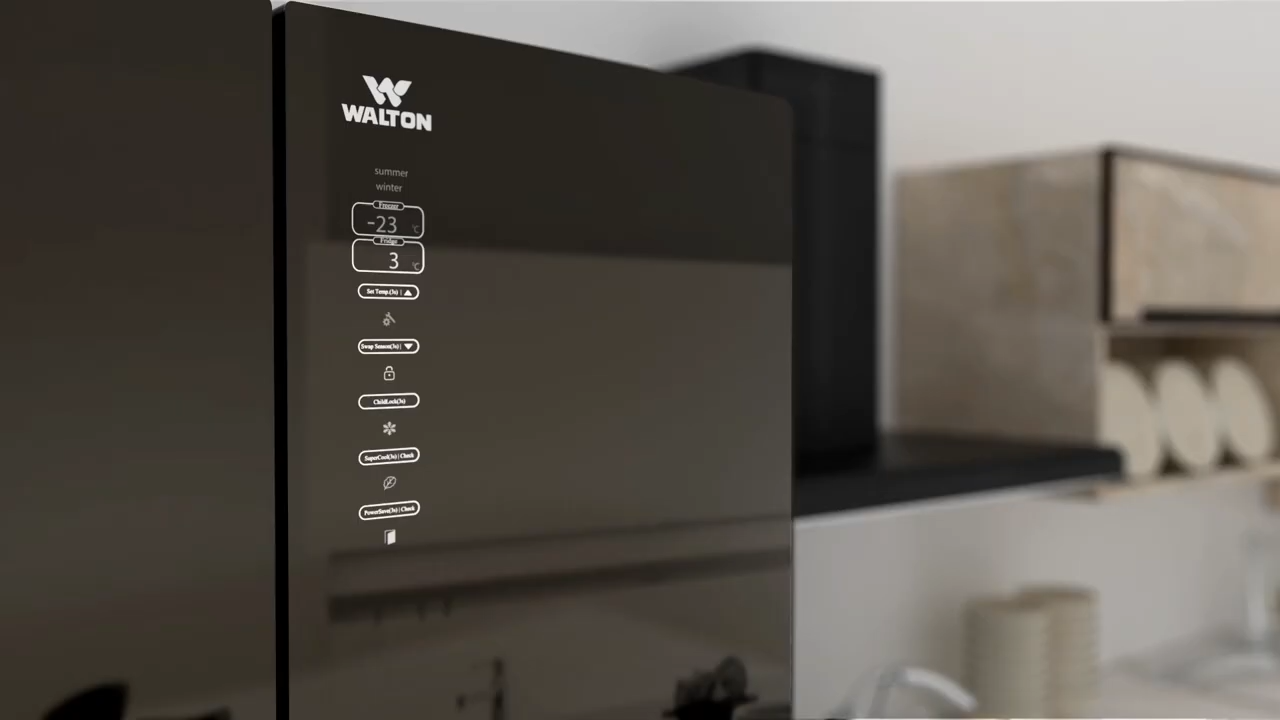 WALTON
summer
winter
Freezer
-23 °C
Fridge
3 °C
Set Temp.(3s) | ▲
Swap Season(3s) | ▼
ChildLock(3s)
SuperCool(3s) | Check
PowerSave(3s) | Check